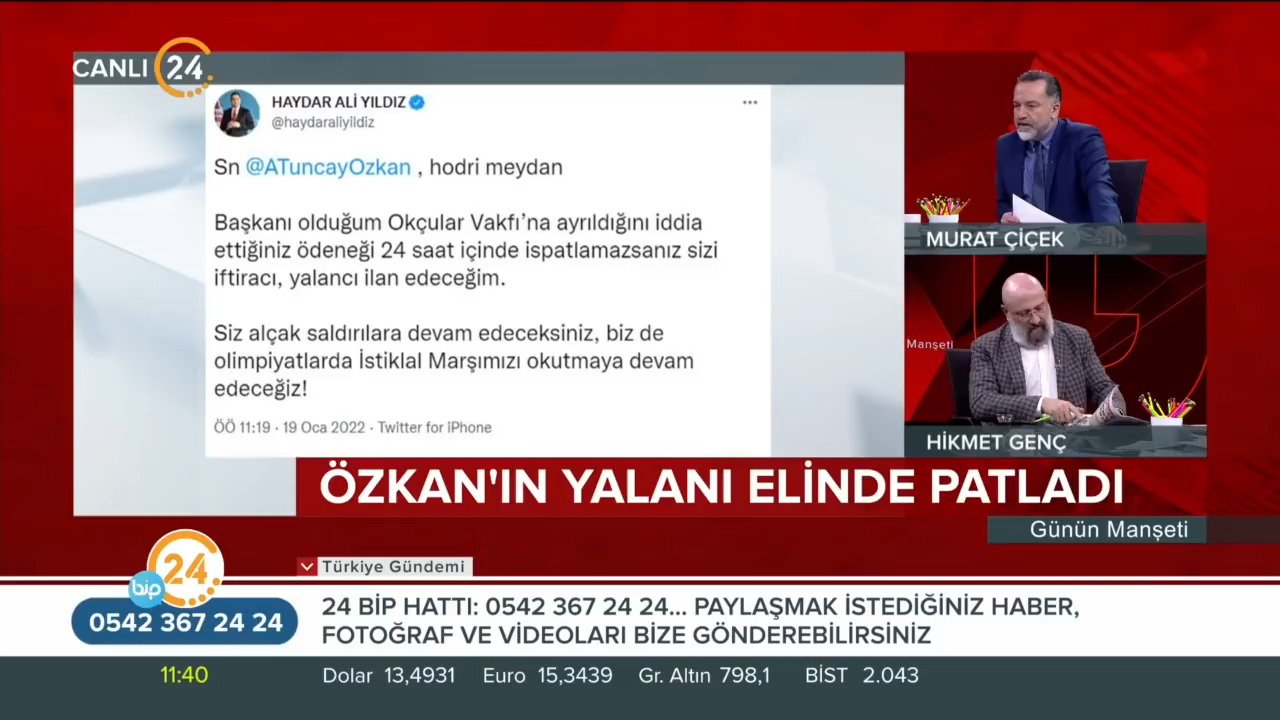 CANLI 24
HAYDAR ALİ YILDIZ
@haydaraliyildiz
Sn @ATuncayOzkan , hodri meydan
Başkanı olduğum Okçular Vakfı’na ayrıldığını iddia
ettiğiniz ödeneği 24 saat içinde ispatlamazsanız sizi
iftiracı, yalancı ilan edeceğim.
Siz alçak saldırılara devam edeceksiniz, biz de
olimpiyatlarda İstiklal Marşımızı okutmaya devam
edeceğiz!
ÖÖ 11:19 · 19 Oca 2022 · Twitter for iPhone
MURAT ÇİÇEK
Manşeti
HİKMET GENÇ
ÖZKAN'IN YALANI ELİNDE PATLADI
Günün Manşeti
Türkiye Gündemi
24
bip
0542 367 24 24
24 BİP HATTI: 0542 367 24 24... PAYLAŞMAK İSTEDİĞİNİZ HABER,
FOTOĞRAF VE VİDEOLARI BİZE GÖNDEREBİLİRSİNİZ
11:40 Dolar 13,4931 Euro 15,3439 Gr. Altın 798,1 BİST 2.043